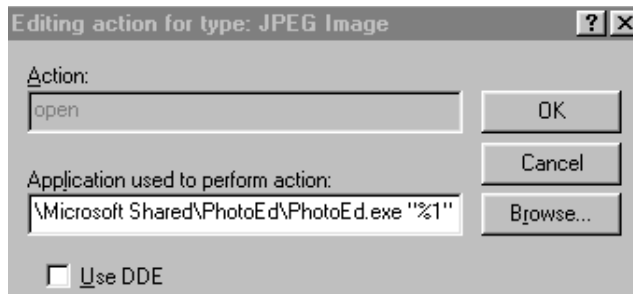 Editing action for type: JPEG Image
Action:
open
OK
Cancel
Application used to perform action:
\Microsoft Shared\PhotoEd\PhotoEd.exe "%1"
Browse...
Use DDE